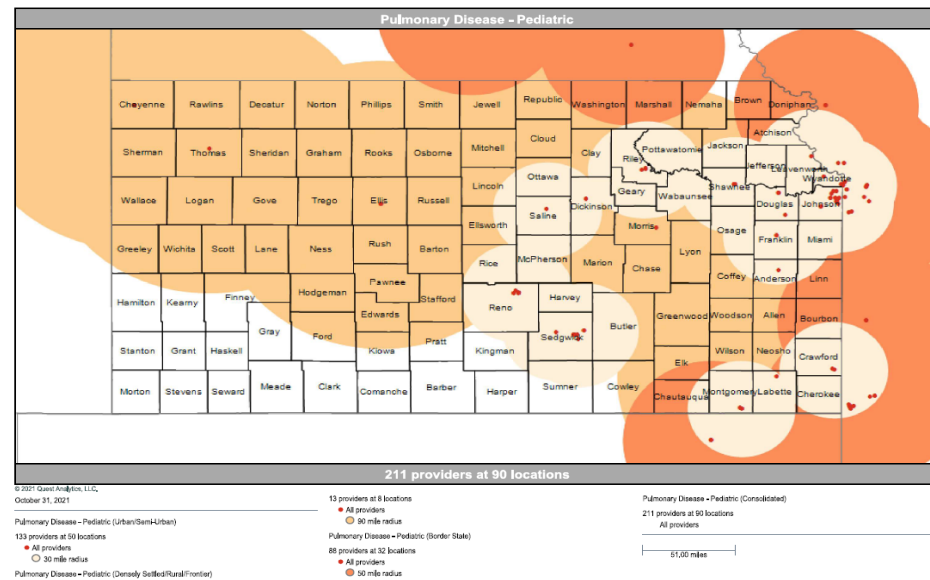 Pulmonary Disease – Pediatric
Cheyenne Rawlins Decatur Norton Phillips Smith Jewell Republic Washington Marshall Nemaha Brown Doniphan
Sherman Thomas Sheridan Graham Rooks Osborne Mitchell Cloud Clay Riley Pottawatomie Jackson Atchison
Jefferson Leavenworth Wyandotte
Lincoln Ottawa Geary Wabaunsee Shawnee
Wallace Logan Gove Trego Ellis Russell Saline Dickinson Douglas Johnson
Greeley Wichita Scott Lane Ness Rush Barton Ellsworth Morris Osage Franklin Miami
Rice McPherson Marion Chase Lyon
Hamilton Kearny Finney Hodgeman Pawnee Stafford Coffey Anderson Linn
Edwards Reno Harvey
Gray Ford Sedgwick Butler Greenwood Woodson Allen Bourbon
Stanton Grant Haskell Kiowa Pratt Kingman Elk Wilson Neosho Crawford
Morton Stevens Seward Meade Clark Comanche Barber Harper Sumner Cowley Chautauqua Montgomery Labette Cherokee
211 providers at 90 locations
© 2021 Quest Analytics, LLC.
October 31, 2021
Pulmonary Disease – Pediatric (Urban/Semi-Urban)
133 providers at 50 locations
All providers
30 mile radius
Pulmonary Disease – Pediatric (Densely Settled/Rural/Frontier)
13 providers at 8 locations
All providers
90 mile radius
Pulmonary Disease – Pediatric (Border State)
88 providers at 32 locations
All providers
50 mile radius
Pulmonary Disease – Pediatric (Consolidated)
211 providers at 90 locations
All providers
51,00 miles